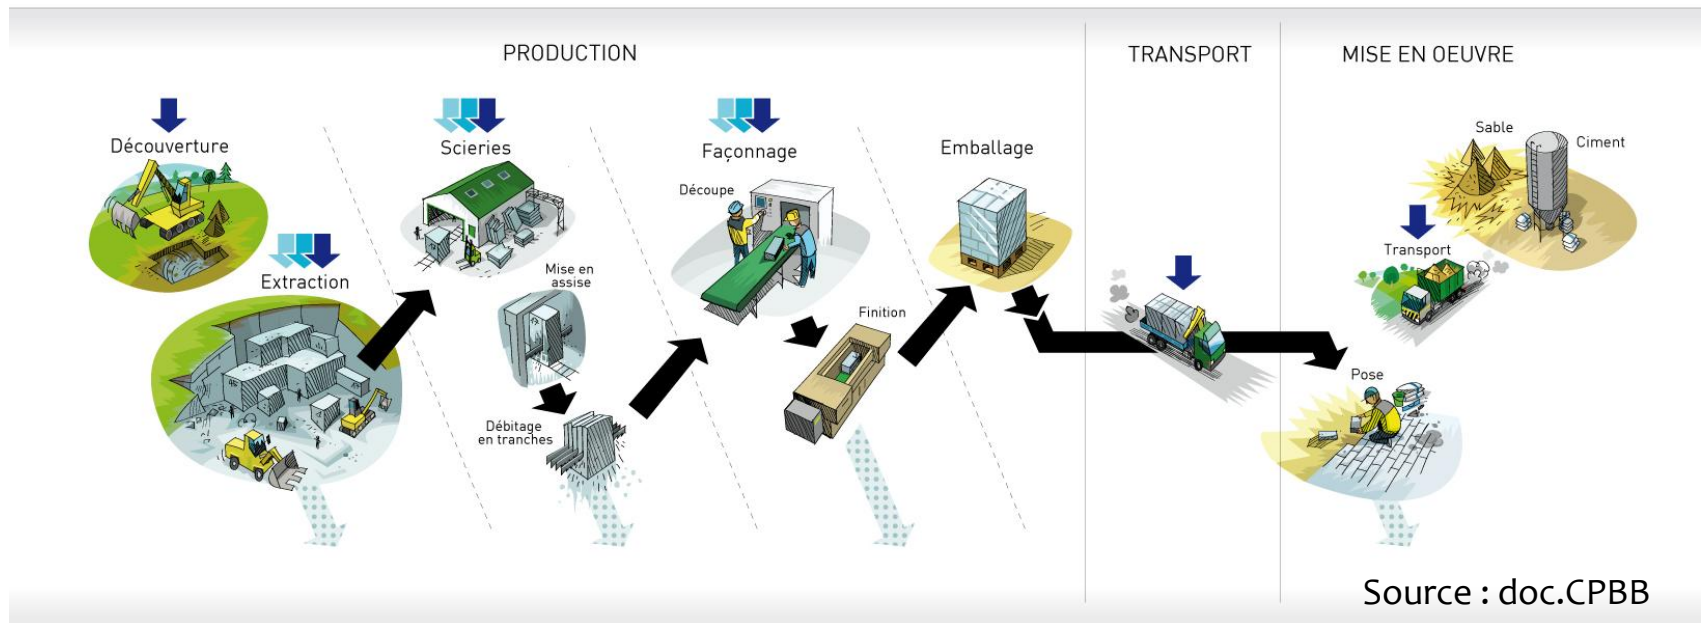 PRODUCTION
TRANSPORT
MISE EN OEUVRE
Découverture
Extraction
Scieries
Mise en
assise
Débitage
en tranches
Façonnage
Découpe
Finition
Emballage
Sable
Ciment
Transport
Pose
Source : doc.CPBB